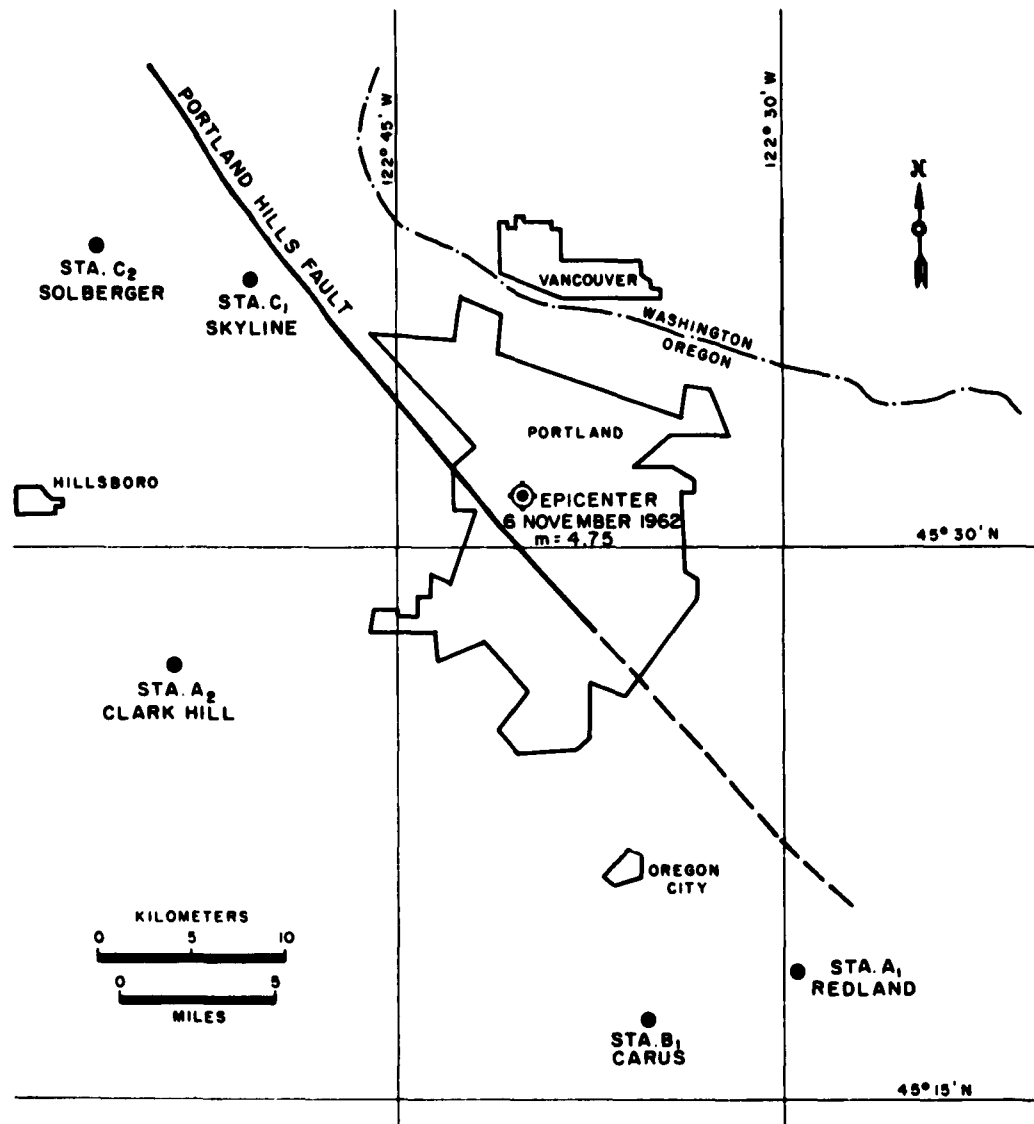 PORTLAND HILLS FAULT
122° 45' W
122° 30' W
N
STA. C2
SOLBERGER
STA. C1
SKYLINE
VANCOUVER
WASHINGTON
OREGON
PORTLAND
HILLSBORO
EPICENTER
6 NOVEMBER 1962
m = 4.75
45° 30' N
STA. A2
CLARK HILL
OREGON
CITY
KILOMETERS
0 5 10
0 5
MILES
STA. A1
REDLAND
STA. B1
CARUS
45° 15' N